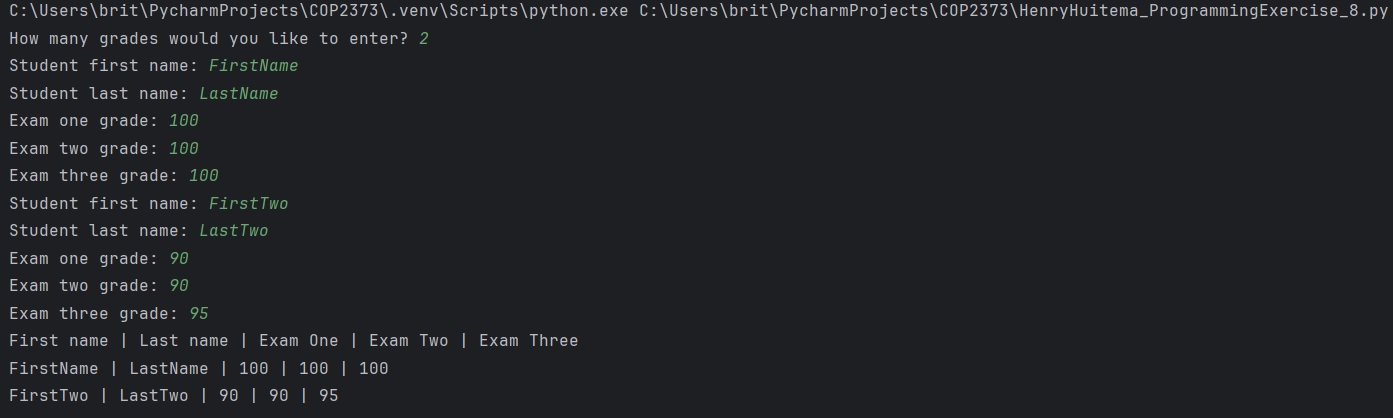 C:\Users\brit\PycharmProjects\COP2373\.venv\Scripts\python.exe C:\Users\brit\PycharmProjects\COP2373\HenryHuitema_ProgrammingExercise_8.py
How many grades would you like to enter? 2
Student first name: FirstName
Student last name: LastName
Exam one grade: 100
Exam two grade: 100
Exam three grade: 100
Student first name: FirstTwo
Student last name: LastTwo
Exam one grade: 90
Exam two grade: 90
Exam three grade: 95
First name | Last name | Exam One | Exam Two | Exam Three
FirstName | LastName | 100 | 100 | 100
FirstTwo | LastTwo | 90 | 90 | 95